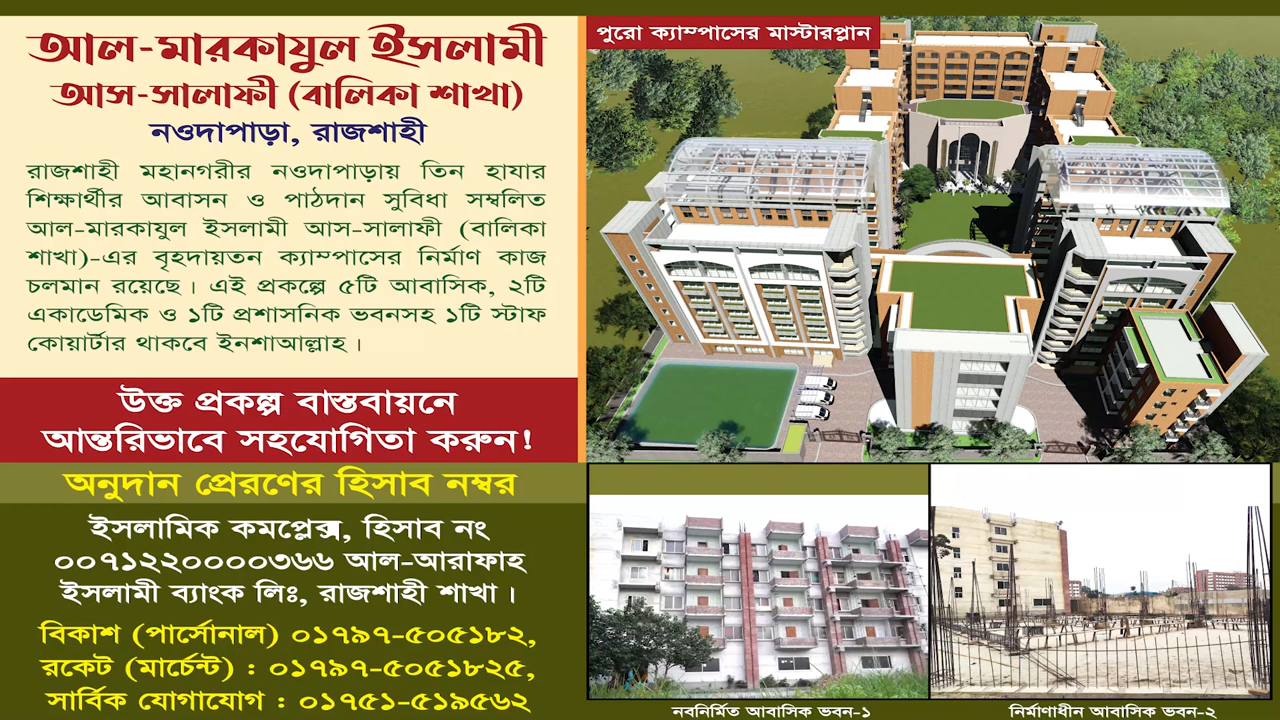 আল-মারকাযুল ইসলামী
আস-সালাফী (বালিকা শাখা)
নওদাপাড়া, রাজশাহী
রাজশাহী মহানগরীর নওদাপাড়ায় তিন হাযার
শিক্ষার্থীর আবাসন ও পাঠদান সুবিধা সম্বলিত
আল-মারকাযুল ইসলামী আস-সালাফী (বালিকা
শাখা)-এর বৃহদায়তন ক্যাম্পাসের নির্মাণ কাজ
চলমান রয়েছে। এই প্রকল্পে ৫টি আবাসিক, ২টি
একাডেমিক ও ১টি প্রশাসনিক ভবনসহ ১টি স্টাফ
কোয়ার্টার থাকবে ইনশাআল্লাহ।
উক্ত প্রকল্প বাস্তবায়নে
আন্তরিভাবে সহযোগিতা করুন!
অনুদান প্রেরণের হিসাব নম্বর
ইসলামিক কমপ্লেক্স, হিসাব নং
০০৭১২২০০০০৩৬৬ আল-আরাফাহ
ইসলামী ব্যাংক লিঃ, রাজশাহী শাখা।
বিকাশ (পার্সোনাল) ০১৭৯৭-৫০৫১৮২,
রকেট (মার্চেন্ট) : ০১৭৯৭-৫০৫১৮২৫,
সার্বিক যোগাযোগ : ০১৭৫১-৫১৯৫৬২
পুরো ক্যাম্পাসের মাস্টারপ্লান
নবনির্মিত আবাসিক ভবন-১
নির্মাণাধীন আবাসিক ভবন-২